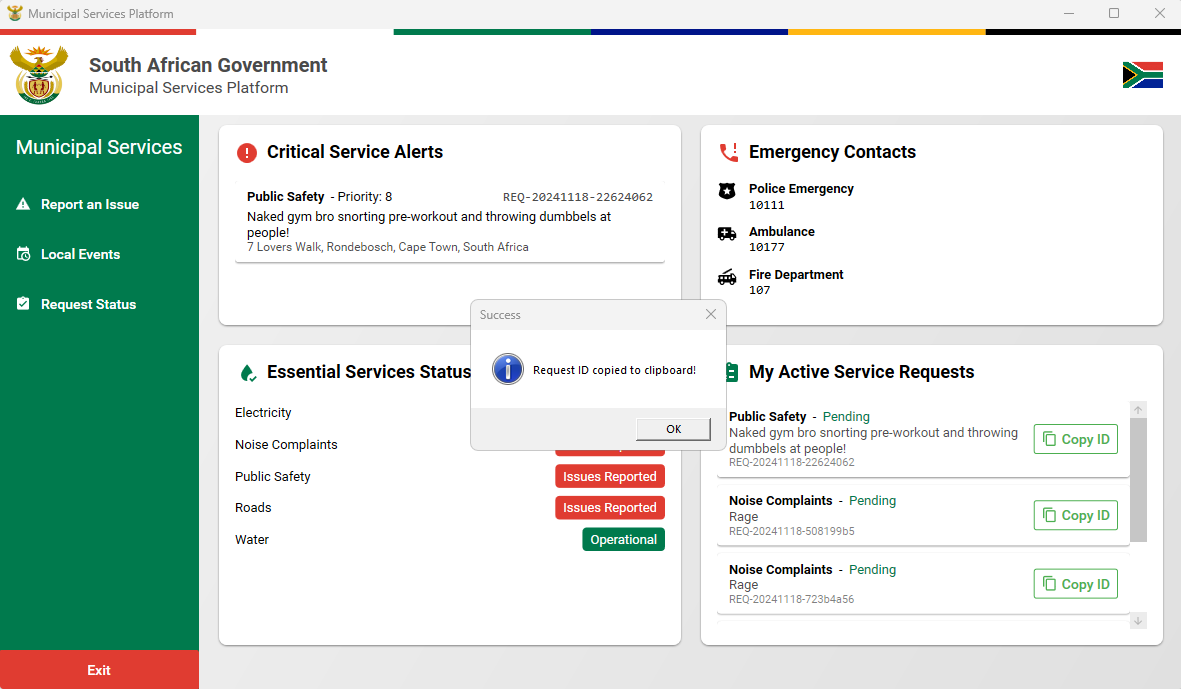 Municipal Services Platform
South African Government
Municipal Services Platform
Municipal Services
Report an Issue
Local Events
Request Status
Exit
Critical Service Alerts
Public Safety - Priority: 8 REQ-20241118-22624062
Naked gym bro snorting pre-workout and throwing dumbbels at
people!
7 Lovers Walk, Rondebosch, Cape Town, South Africa
Emergency Contacts
Police Emergency
10111
Ambulance
10177
Fire Department
107
Success
Request ID copied to clipboard!
OK
Essential Services Status
Electricity
Noise Complaints
Public Safety Issues Reported
Roads Issues Reported
Water Operational
My Active Service Requests
Public Safety - Pending
Naked gym bro snorting pre-workout and throwing
dumbbels at people!
REQ-20241118-22624062
Copy ID
Noise Complaints - Pending
Rage
REQ-20241118-508199b5
Copy ID
Noise Complaints - Pending
Rage
REQ-20241118-723b4a56
Copy ID